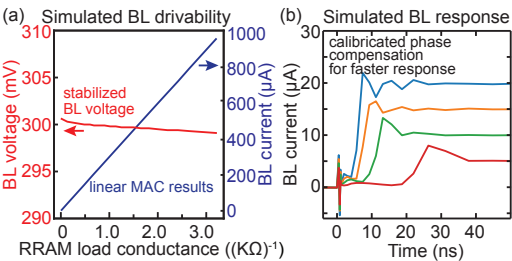 (a) Simulated BL drivability
310
305
300
295
290
BL voltage (mV)
stabilized
BL voltage
linear MAC results
1000
800
600
400
200
0
BL current (μA)
0.0
1.0
2.0
3.0
RRAM load conductance ((KΩ)-1)
(b) Simulated BL response
calibricated phase
compensation
for faster response
30
20
10
0
BL current (μA)
0
10
20
30
40
Time (ns)